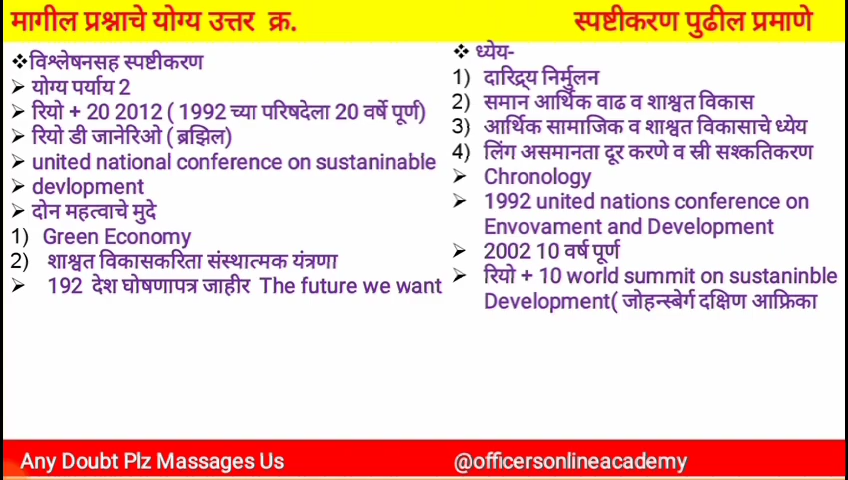 मागील प्रश्नाचे योग्य उत्तर क्र.
स्पष्टीकरण पुढील प्रमाणे
❖विश्लेषनसह स्पष्टीकरण
➢ योग्य पर्याय 2
➢ रियो + 20 2012 ( 1992 च्या परिषदेला 20 वर्षे पूर्ण)
➢ रियो डी जानेरिओ ( ब्रझिल)
➢ united national conference on sustaninable
➢ devlopment
➢ दोन महत्वाचे मुदे
1) Green Economy
2) शाश्वत विकासकरिता संस्थात्मक यंत्रणा
➢ 192 देश घोषणापत्र जाहीर The future we want
❖ ध्येय-
1) दारिद्र्य निर्मुलन
2) समान आर्थिक वाढ व शाश्वत विकास
3) आर्थिक सामाजिक व शाश्वत विकासाचे ध्येय
4) लिंग असमानता दूर करणे व स्री सश्कतिकरण
➢ Chronology
➢ 1992 united nations conference on
Envovament and Development
➢ 2002 10 वर्ष पूर्ण
➢ रियो + 10 world summit on sustaninble
Development( जोहन्स्बेर्ग दक्षिण आफ्रिका
Any Doubt Plz Massages Us
@officersonlineacademy